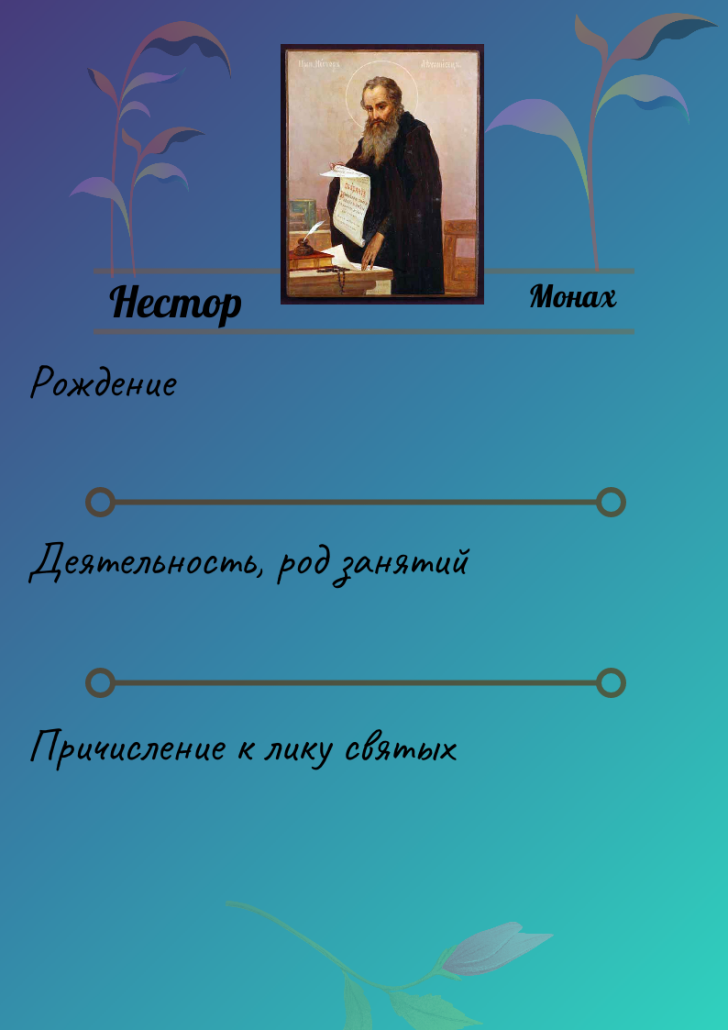 Нестор
Монах
Рождение
Деятельность, род занятий
Причисление к лику святых